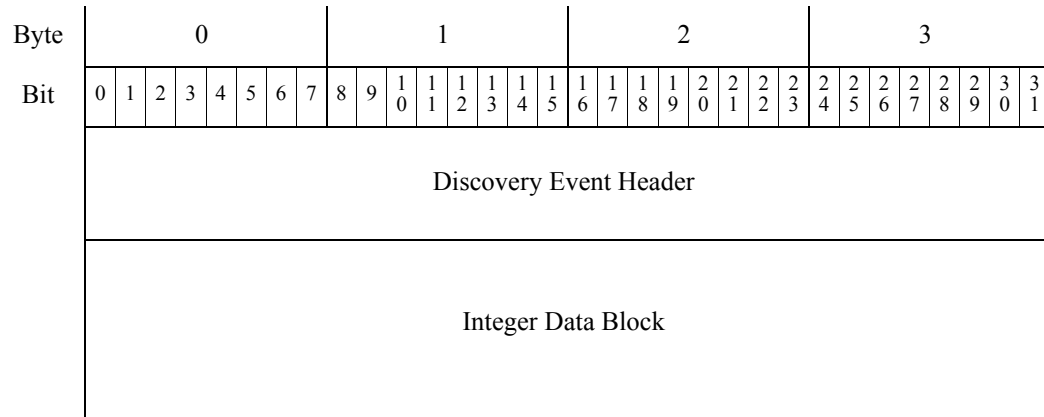 Byte 0 1 2 3
Bit 0 1 2 3 4 5 6 7 8 9 10 11 12 13 14 15 16 17 18 19 20 21 22 23 24 25 26 27 28 29 30 31
Discovery Event Header
Integer Data Block